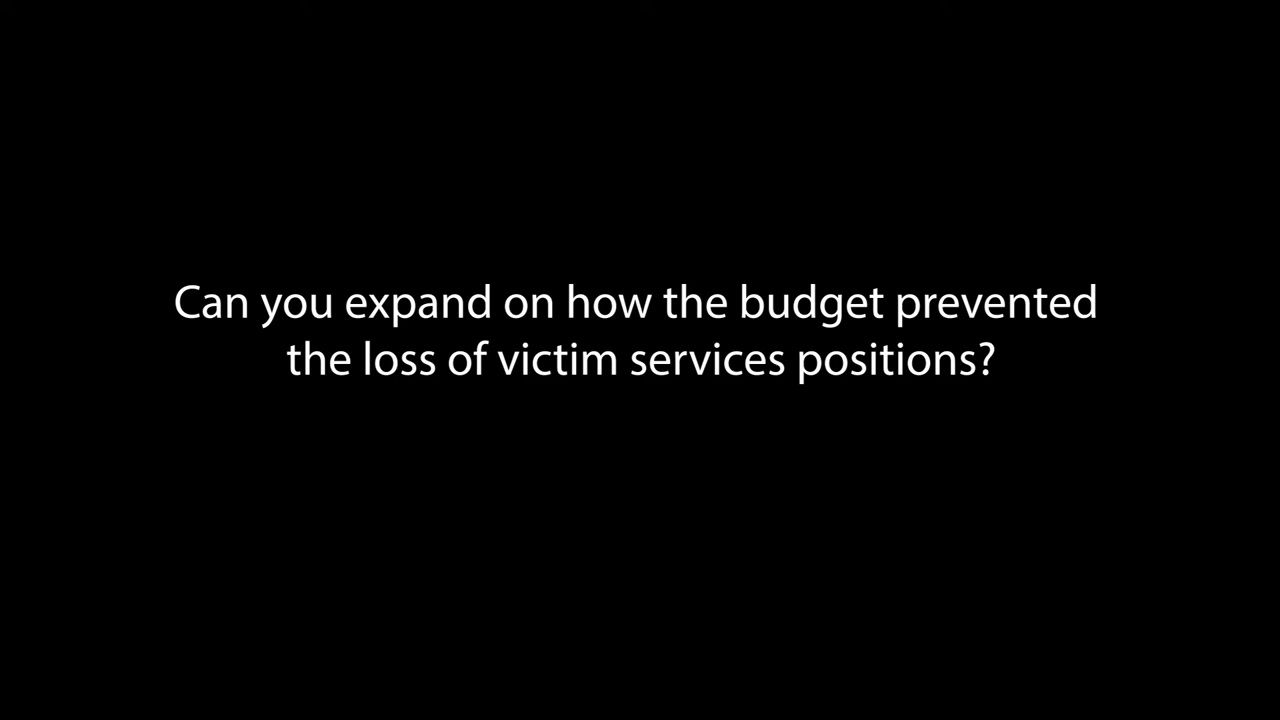 Can you expand on how the budget prevented
the loss of victim services positions?